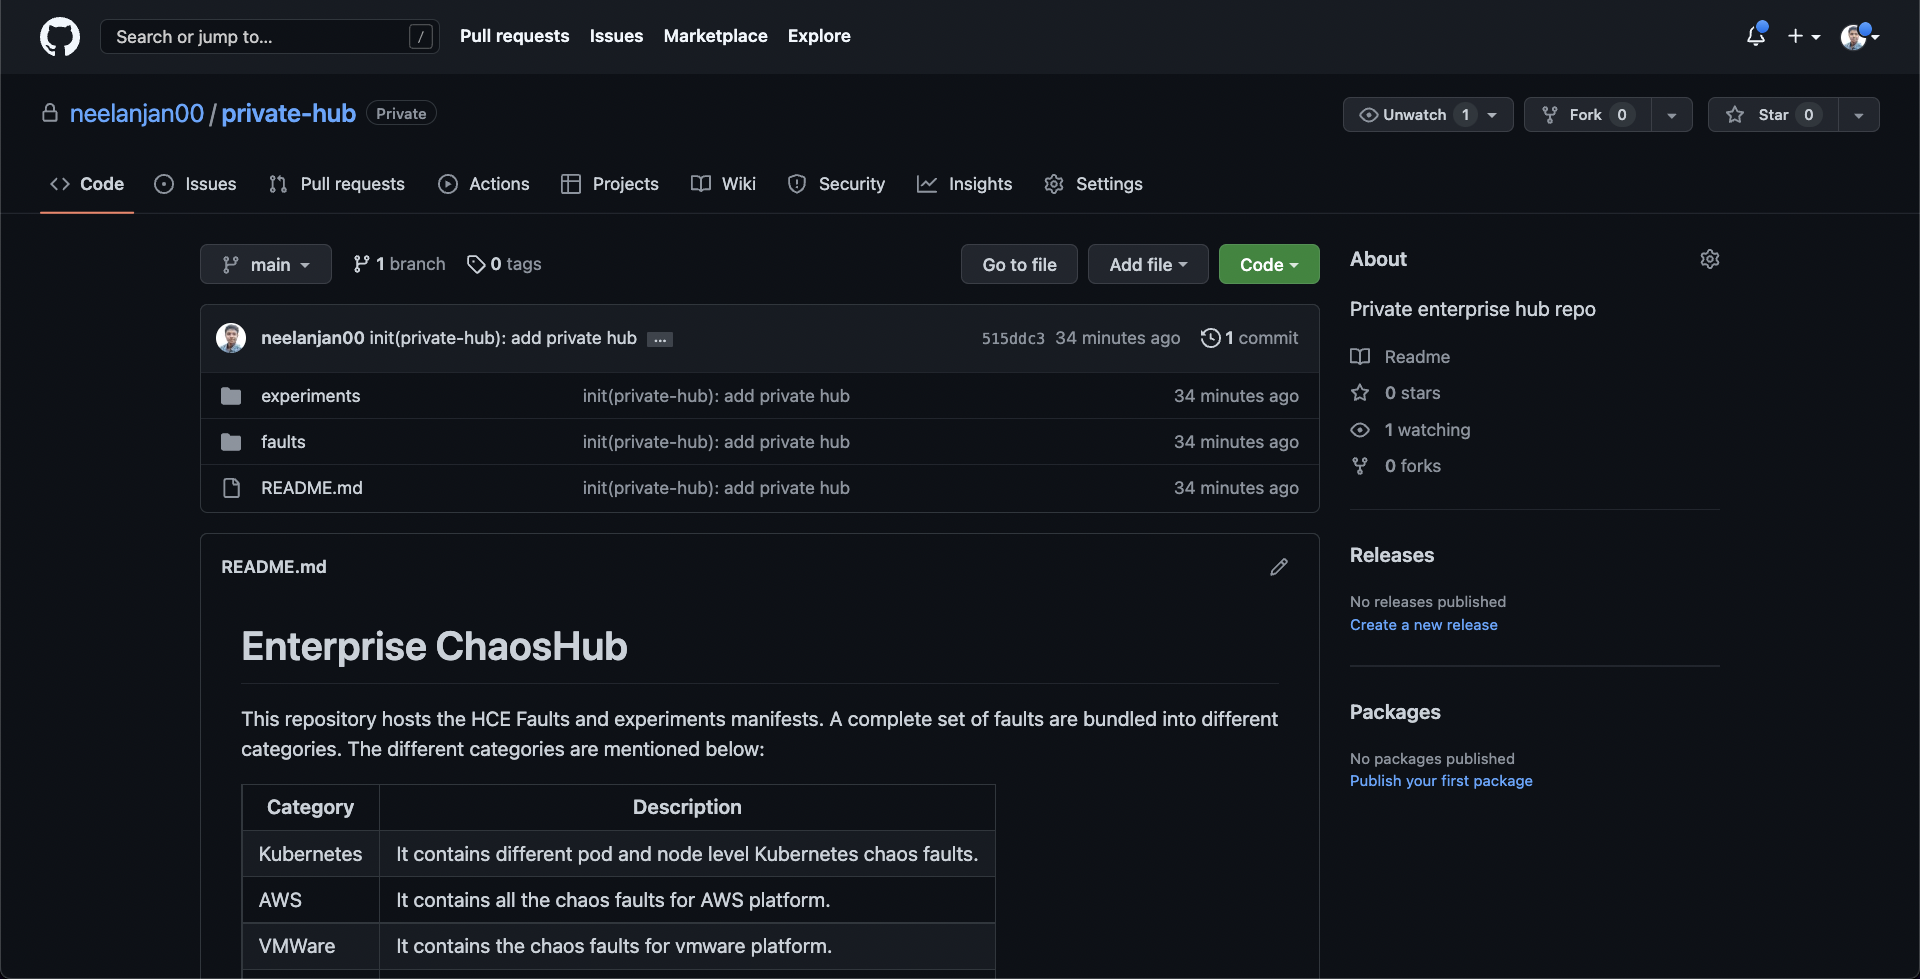 Search or jump to... /
Pull requests Issues Marketplace Explore
neelanjan00 / private-hub Private
Unwatch 1 Fork 0 Star 0
Code Issues Pull requests Actions Projects Wiki Security Insights Settings
main 1 branch 0 tags
Go to file Add file Code
neelanjan00 init(private-hub): add private hub ... 515ddc3 34 minutes ago 1 commit
experiments init(private-hub): add private hub 34 minutes ago
faults init(private-hub): add private hub 34 minutes ago
README.md init(private-hub): add private hub 34 minutes ago
README.md
Enterprise ChaosHub
This repository hosts the HCE Faults and experiments manifests. A complete set of faults are bundled into different
categories. The different categories are mentioned below:
Category Description
Kubernetes It contains different pod and node level Kubernetes chaos faults.
AWS It contains all the chaos faults for AWS platform.
VMWare It contains the chaos faults for vmware platform.
About
Private enterprise hub repo
Readme
0 stars
1 watching
0 forks
Releases
No releases published
Create a new release
Packages
No packages published
Publish your first package